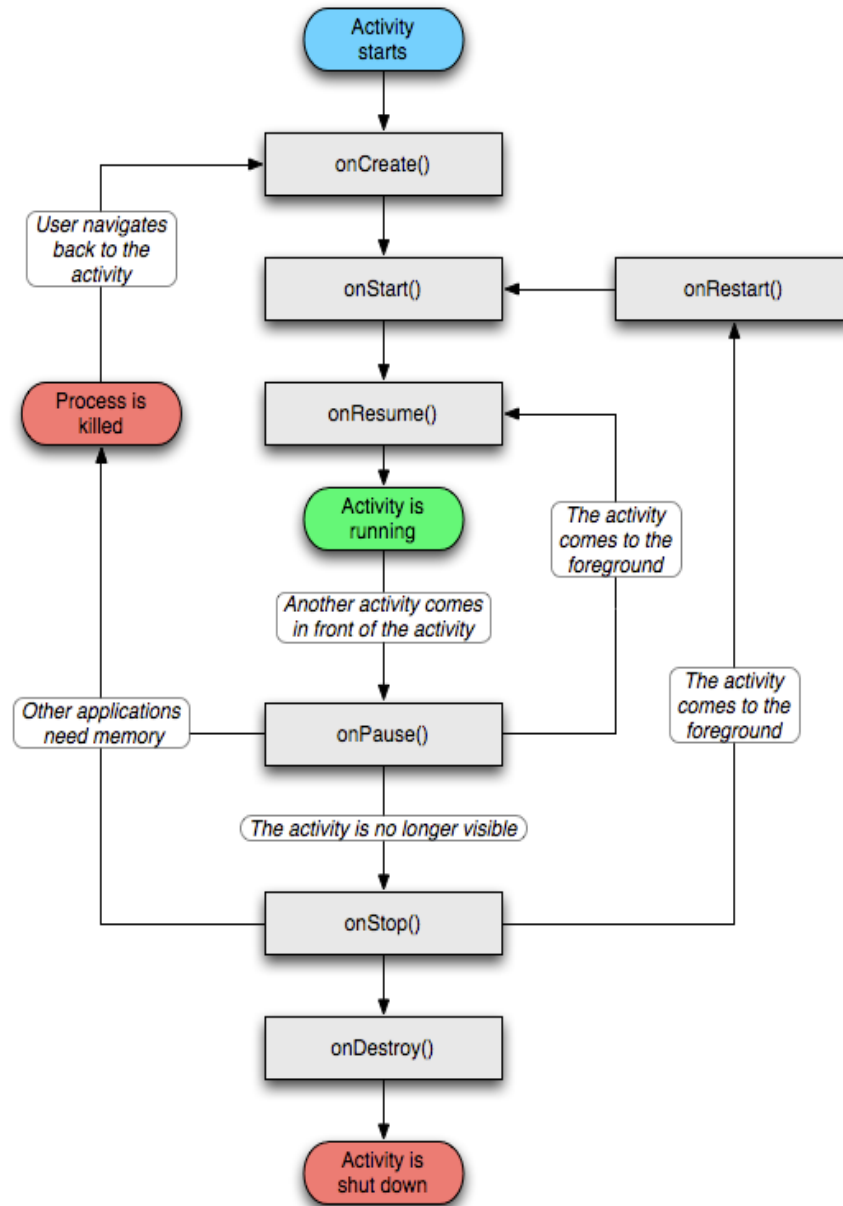 Activity
starts
onCreate()
User navigates
back to the
activity
onStart()
onRestart()
Process is
killed
onResume()
Activity is
running
The activity
comes to the
foreground
Another activity comes
in front of the activity
The activity
comes to the
foreground
Other applications
need memory
onPause()
The activity is no longer visible
onStop()
onDestroy()
Activity is
shut down